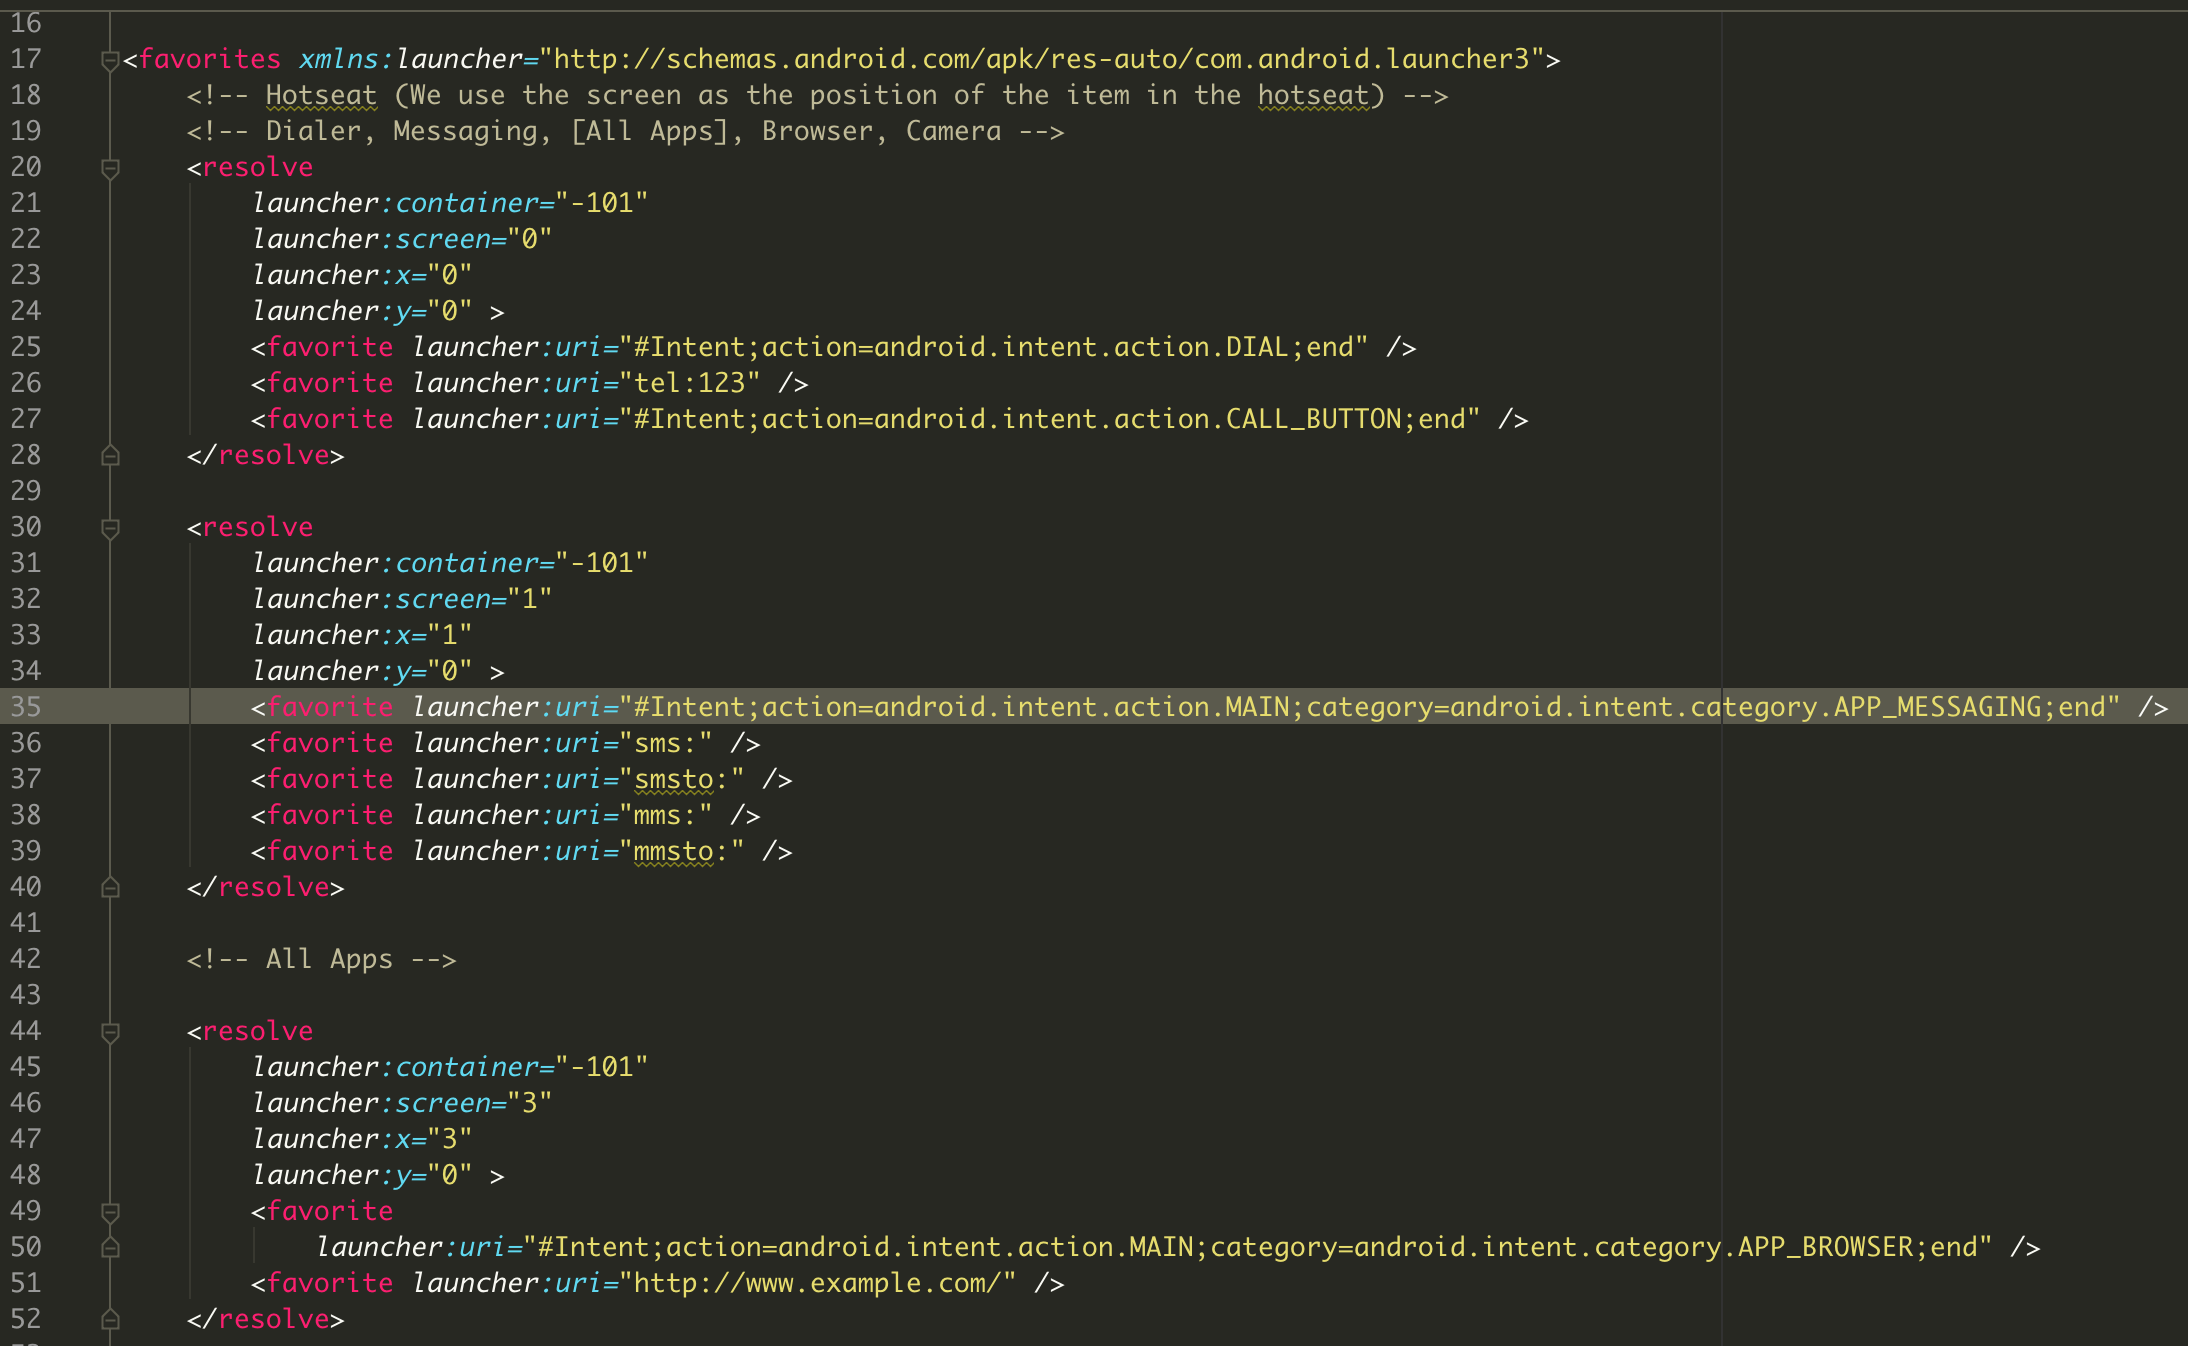 16
17 <favorites xmlns:launcher="http://schemas.android.com/apk/res-auto/com.android.launcher3">
18     <!-- Hotseat (We use the screen as the position of the item in the hotseat) -->
19     <!-- Dialer, Messaging, [All Apps], Browser, Camera -->
20     <resolve
21         launcher:container="-101"
22         launcher:screen="0"
23         launcher:x="0"
24         launcher:y="0" >
25         <favorite launcher:uri="#Intent;action=android.intent.action.DIAL;end" />
26         <favorite launcher:uri="tel:123" />
27         <favorite launcher:uri="#Intent;action=android.intent.action.CALL_BUTTON;end" />
28     </resolve>
29
30     <resolve
31         launcher:container="-101"
32         launcher:screen="1"
33         launcher:x="1"
34         launcher:y="0" >
35         <favorite launcher:uri="#Intent;action=android.intent.action.MAIN;category=android.intent.category.APP_MESSAGING;end" />
36         <favorite launcher:uri="sms:" />
37         <favorite launcher:uri="smsto:" />
38         <favorite launcher:uri="mms:" />
39         <favorite launcher:uri="mmsto:" />
40     </resolve>
41
42     <!-- All Apps -->
43
44     <resolve
45         launcher:container="-101"
46         launcher:screen="3"
47         launcher:x="3"
48         launcher:y="0" >
49         <favorite
50             launcher:uri="#Intent;action=android.intent.action.MAIN;category=android.intent.category.APP_BROWSER;end" />
51         <favorite launcher:uri="http://www.example.com/" />
52     </resolve>